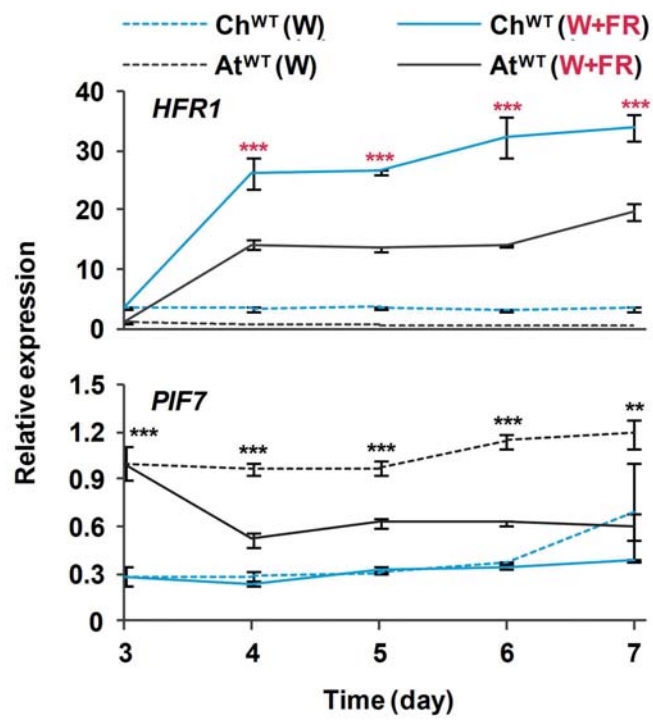 Ch^WT (W) Ch^WT (W+FR)
At^WT (W) At^WT (W+FR)
HFR1
40
30
20
10
0
*** *** *** ***
Relative expression
PIF7
1.5
1.2
0.9
0.6
0.3
0
*** *** *** *** **
3 4 5 6 7
Time (day)